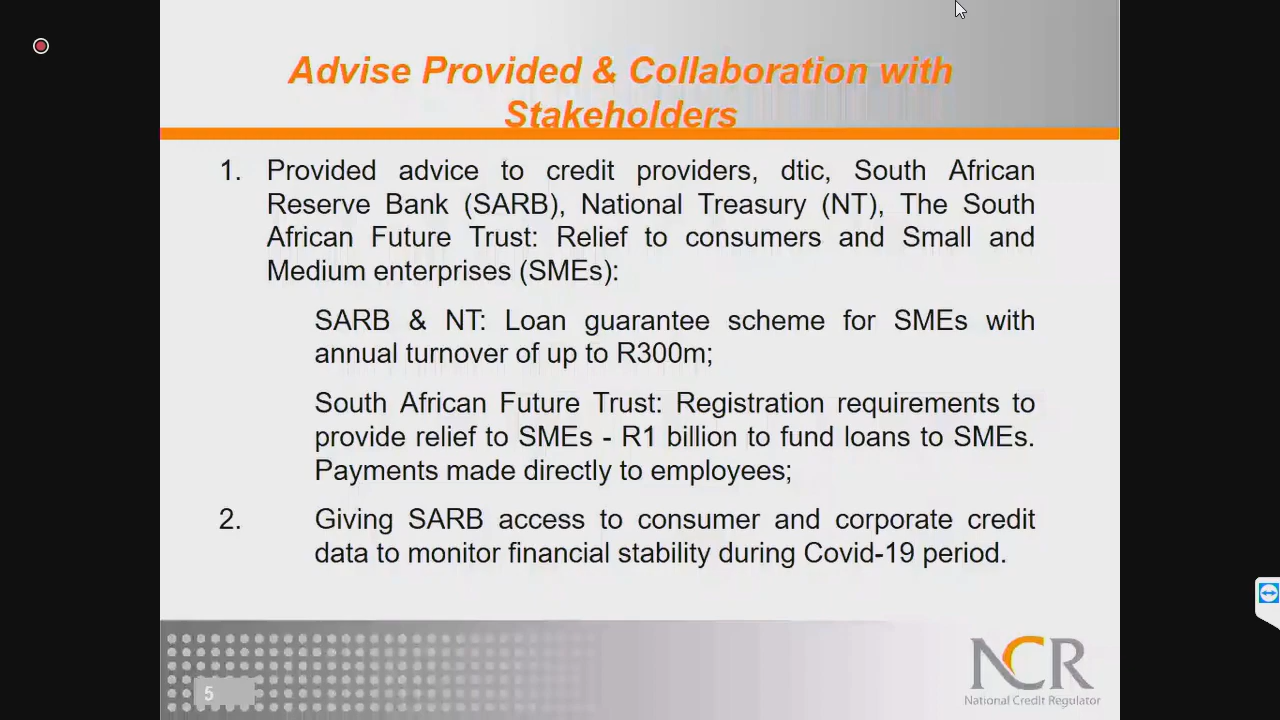 Advise Provided & Collaboration with
Stakeholders
1. Provided advice to credit providers, dtic, South African
Reserve Bank (SARB), National Treasury (NT), The South
African Future Trust: Relief to consumers and Small and
Medium enterprises (SMEs):
SARB & NT: Loan guarantee scheme for SMEs with
annual turnover of up to R300m;
South African Future Trust: Registration requirements to
provide relief to SMEs - R1 billion to fund loans to SMEs.
Payments made directly to employees;
2. Giving SARB access to consumer and corporate credit
data to monitor financial stability during Covid-19 period.
5
NCR
National Credit Regulator